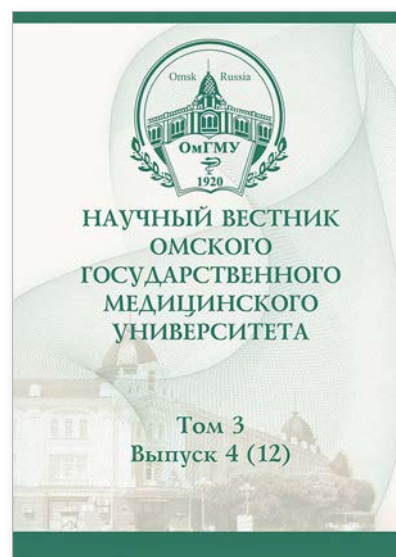 Omsk Russia
ОмГМУ
1920
НАУЧНЫЙ ВЕСТНИК
ОМСКОГО
ГОСУДАРСТВЕННОГО
МЕДИЦИНСКОГО
УНИВЕРСИТЕТА
Том 3
Выпуск 4 (12)